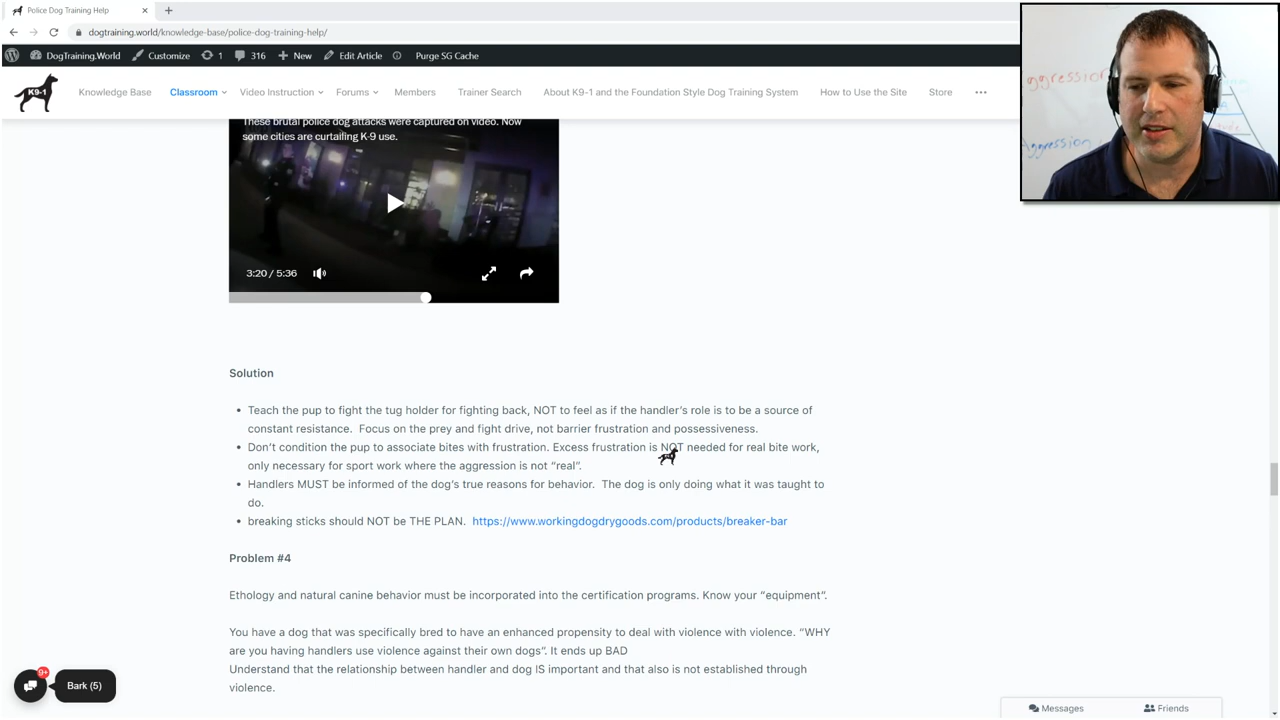 Police Dog Training Help
dogtraining.world/knowledge-base/police-dog-training-help/
DogTraining.World Customize 1 316 New Edit Article Purge SG Cache
K9-1 Knowledge Base Classroom Video Instruction Forums Members Trainer Search About K9-1 and the Foundation Style Dog Training System How to Use the Site Store
These brutal police dog attacks were captured on video. Now
some cities are curtailing K-9 use.
3:20 / 5:36
Solution
Teach the pup to fight the tug holder for fighting back, NOT to feel as if the handler's role is to be a source of
constant resistance. Focus on the prey and fight drive, not barrier frustration and possessiveness.
Don't condition the pup to associate bites with frustration. Excess frustration is NOT needed for real bite work,
only necessary for sport work where the aggression is not "real".
Handlers MUST be informed of the dog's true reasons for behavior. The dog is only doing what it was taught to
do.
breaking sticks should NOT be THE PLAN. https://www.workingdogdrygoods.com/products/breaker-bar
Problem #4
Ethology and natural canine behavior must be incorporated into the certification programs. Know your "equipment".
You have a dog that was specifically bred to have an enhanced propensity to deal with violence with violence. "WHY
are you having handlers use violence against their own dogs". It ends up BAD
Understand that the relationship between handler and dog IS important and that also is not established through
violence.
9+
Bark (5)
Messages Friends